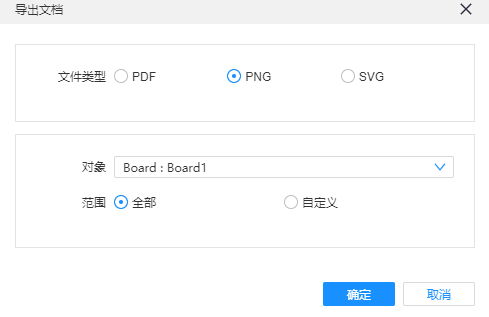 导出文档
文件类型 PDF PNG SVG
对象 Board : Board1
范围 全部 自定义
确定 取消